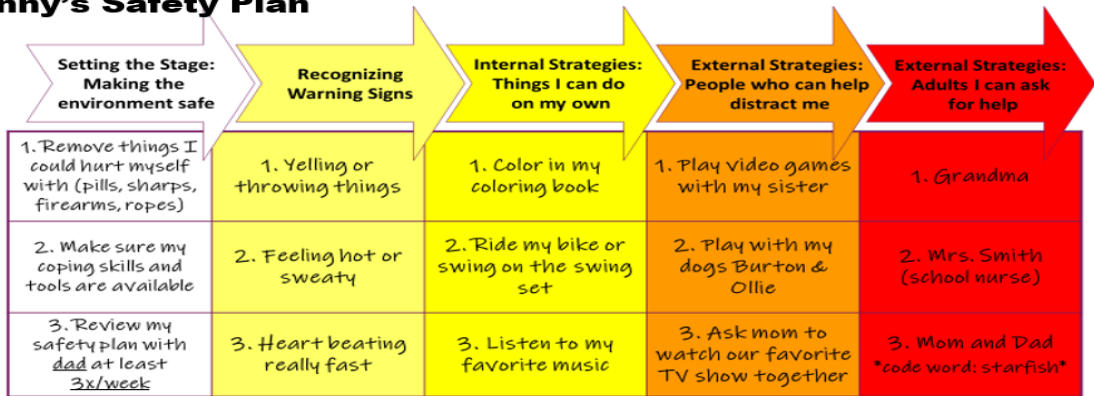 nny's Safety Plan
Setting the Stage:
Making the
environment safe
Recognizing
Warning Signs
Internal Strategies:
Things I can do
on my own
External Strategies:
People who can help
distract me
External Strategies:
Adults I can ask
for help
1. Remove things I
could hurt myself
with (pills, sharps,
firearms, ropes)
1. Yelling or
throwing things
1. Color in my
coloring book
1. Play video games
with my sister
1. Grandma
2. Make sure my
coping skills and
tools are available
2. Feeling hot or
sweaty
2. Ride my bike or
swing on the swing
set
2. Play with my
dogs Burton &
Ollie
2. Mrs. Smith
(school nurse)
3. Review my
safety plan with
dad at least
3x/week
3. Heart beating
really fast
3. Listen to my
favorite music
3. Ask mom to
watch our favorite
TV show together
3. Mom and Dad
*code word: starfish*